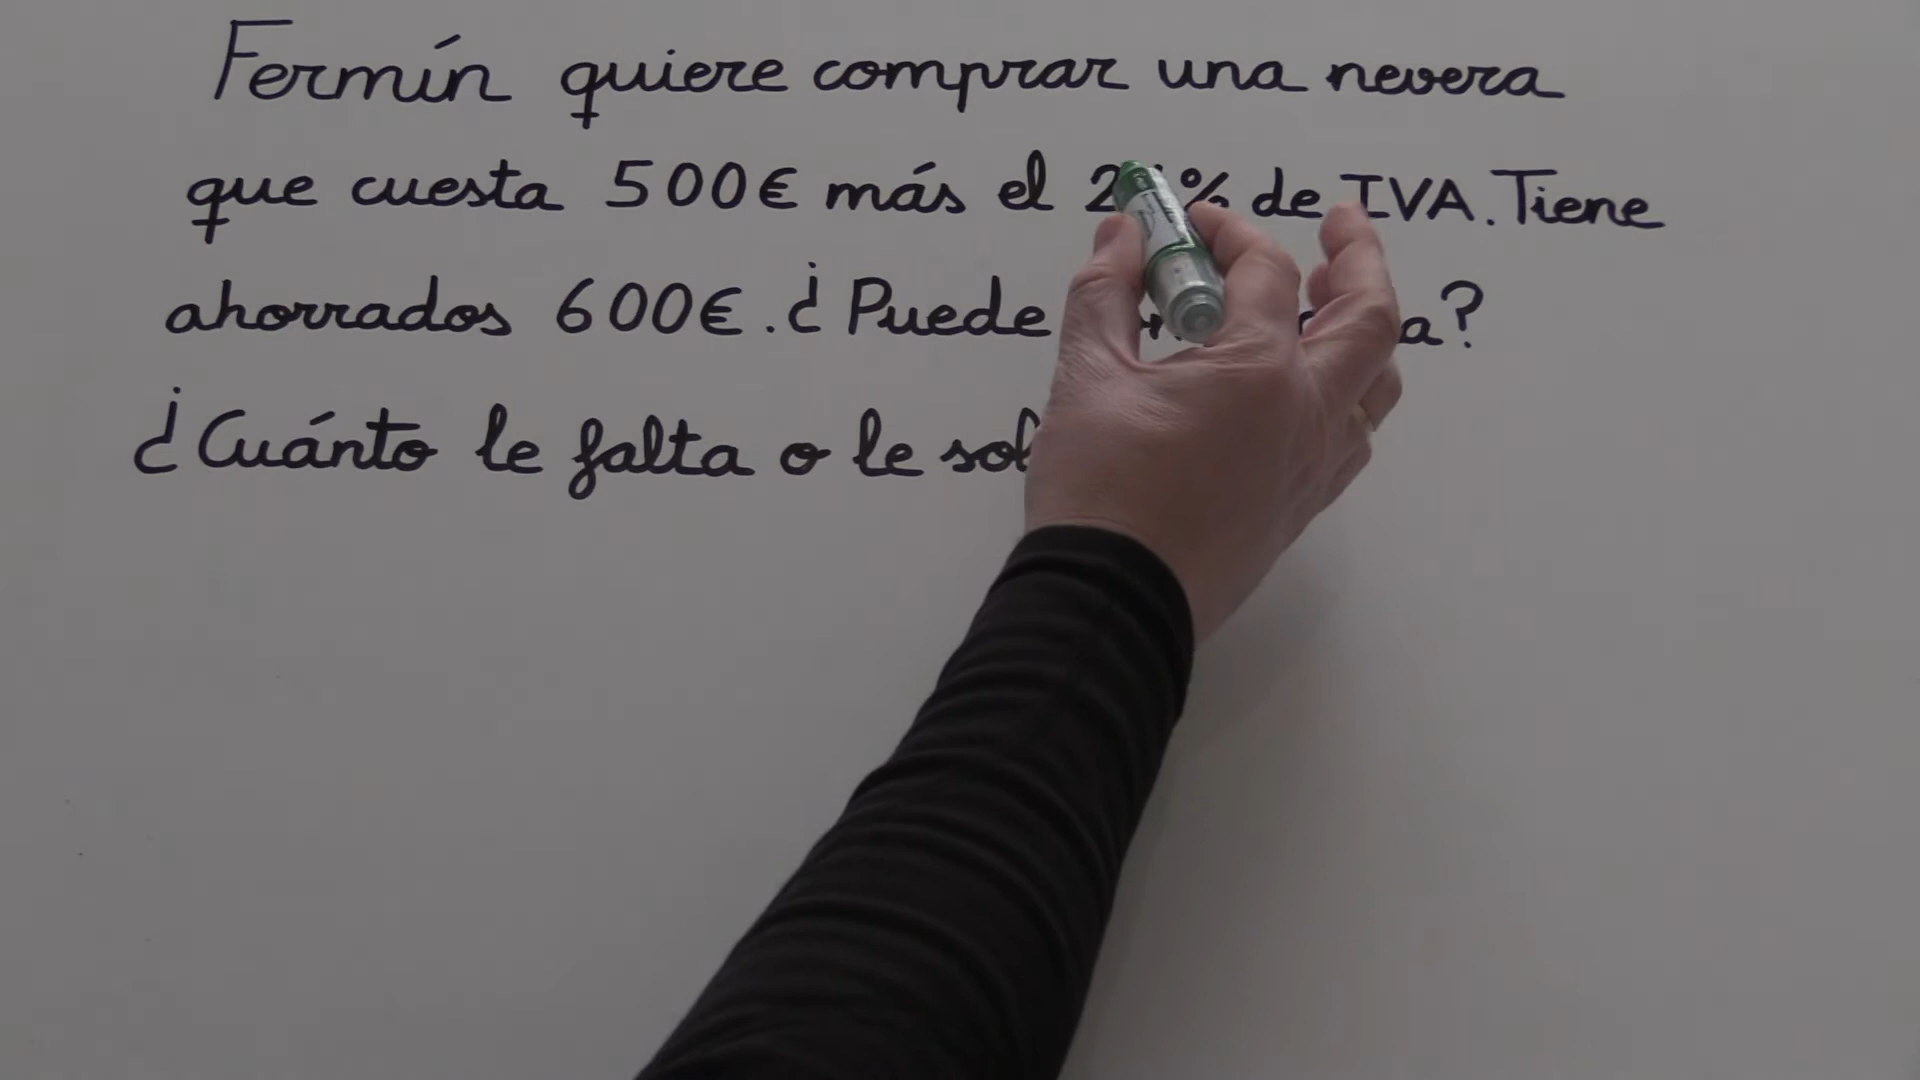 Fermín quiere comprar una nevera
que cuesta 500€ más el % de IVA. Tiene
ahorrados 600€. ¿Puede
¿Cuánto le falta o le